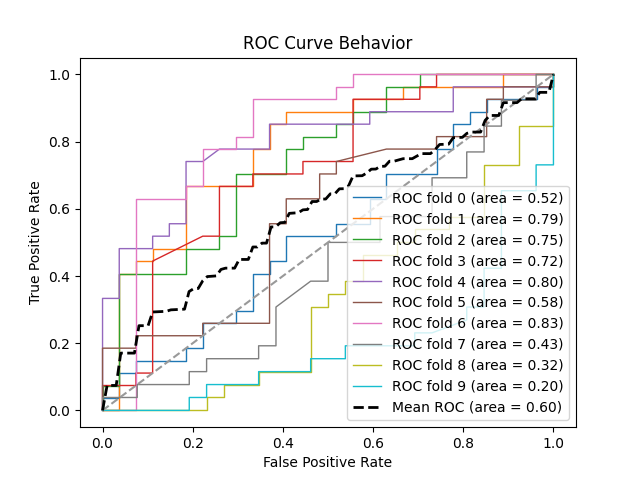 ROC Curve Behavior
True Positive Rate
1.0
0.8
0.6
0.4
0.2
0.0
ROC fold 0 (area = 0.52)
ROC fold 1 (area = 0.79)
ROC fold 2 (area = 0.75)
ROC fold 3 (area = 0.72)
ROC fold 4 (area = 0.80)
ROC fold 5 (area = 0.58)
ROC fold 6 (area = 0.83)
ROC fold 7 (area = 0.43)
ROC fold 8 (area = 0.32)
ROC fold 9 (area = 0.20)
Mean ROC (area = 0.60)
0.0 0.2 0.4 0.6 0.8 1.0
False Positive Rate